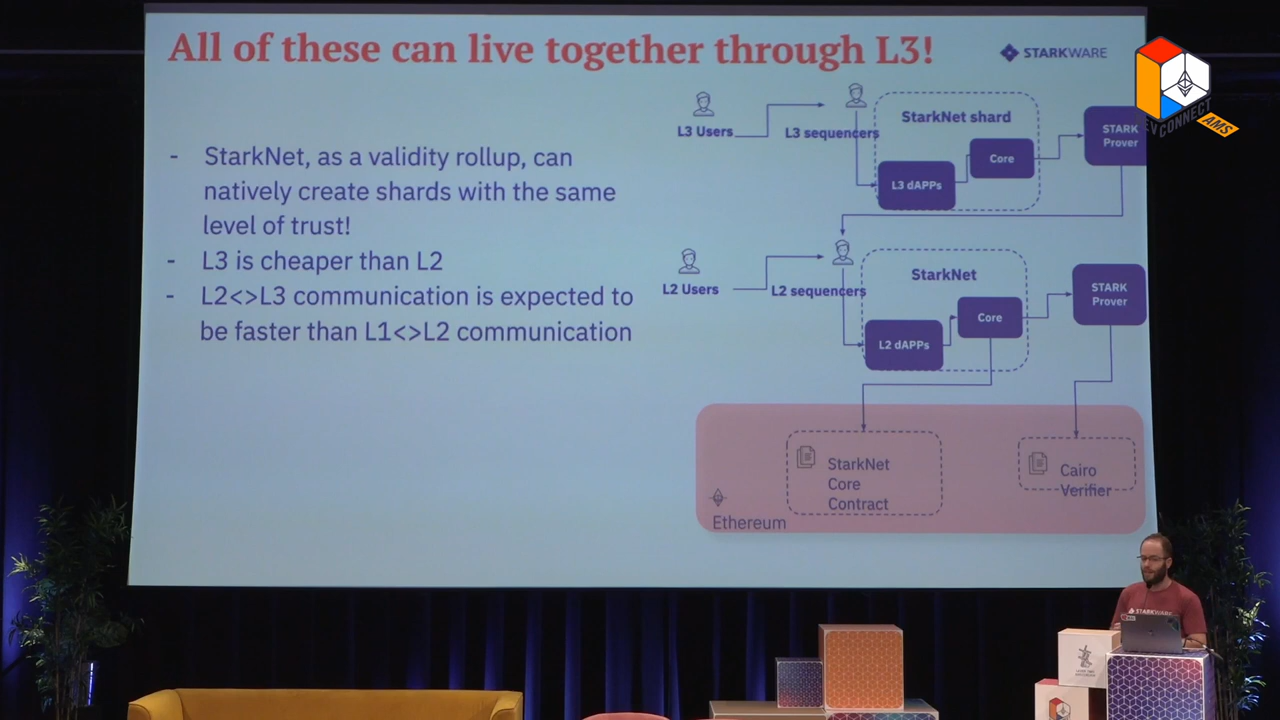 All of these can live together through L3!
STARKWARE
- StarkNet, as a validity rollup, can
natively create shards with the same
level of trust!
- L3 is cheaper than L2
- L2<>L3 communication is expected to
be faster than L1<>L2 communication
L3 Users
L3 sequencers
StarkNet shard
L3 dAPPs
Core
STARK
Prover
L2 Users
L2 sequencers
StarkNet
L2 dAPPs
Core
STARK
Prover
StarkNet
Core
Contract
Cairo
Verifier
Ethereum
EVCONNECT
AMS
STARKWARE